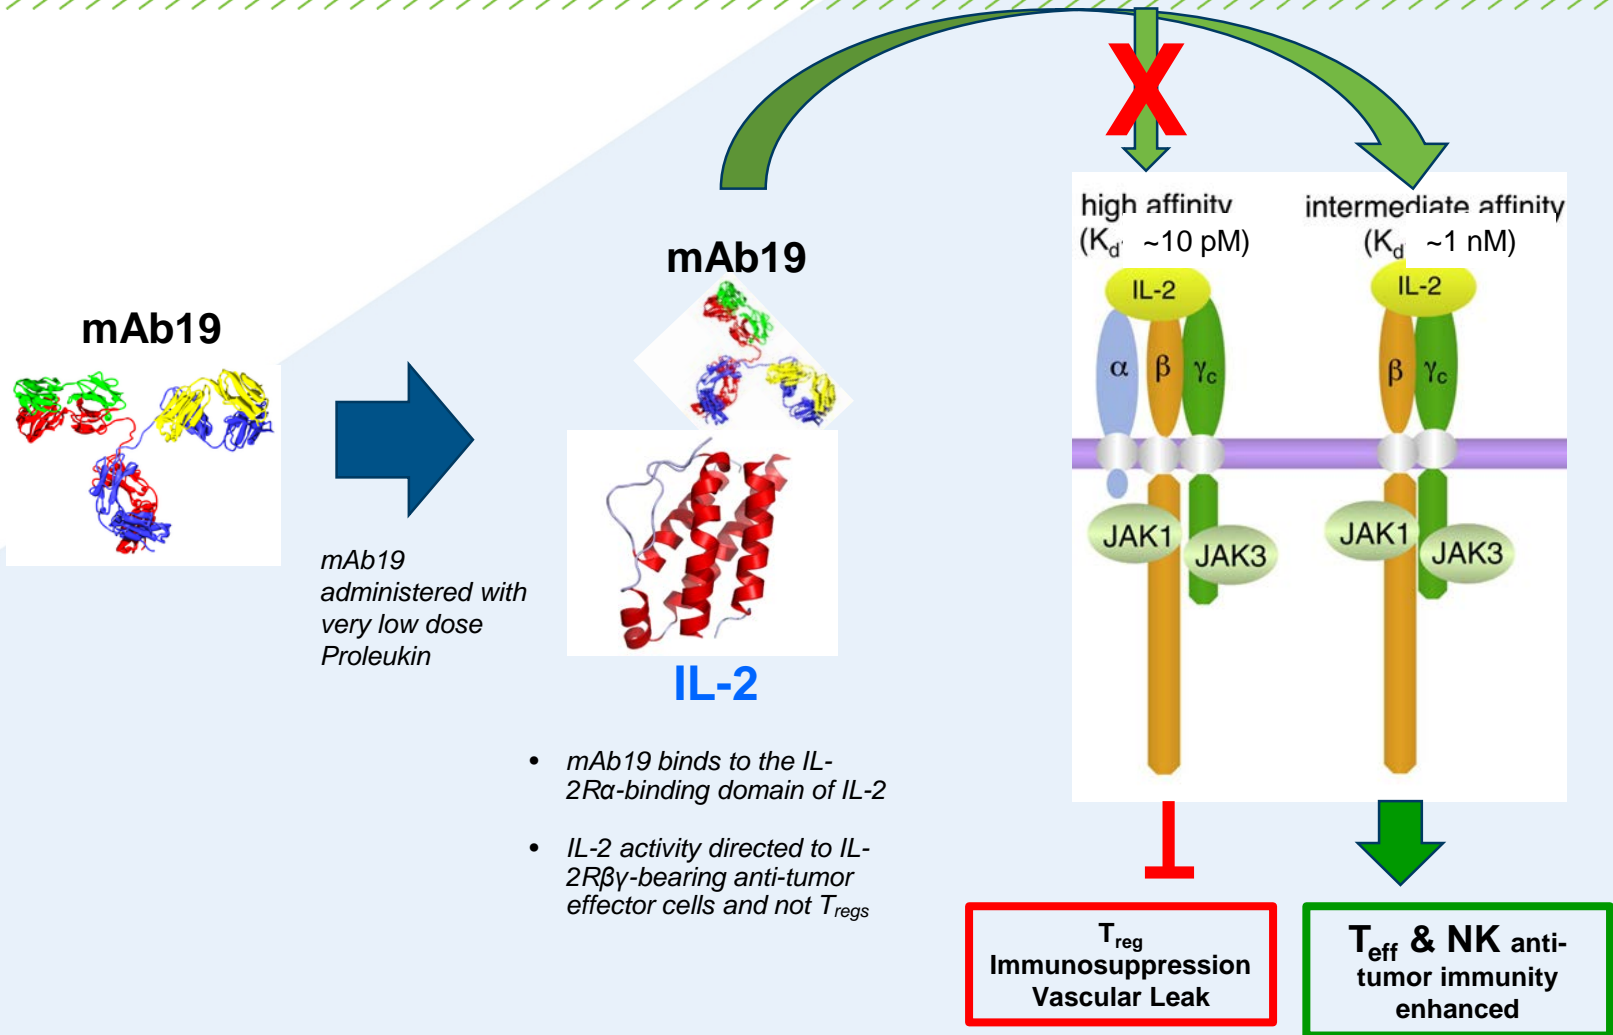 mAb19
mAb19
administered with
very low dose
Proleukin
mAb19
IL-2
• mAb19 binds to the IL-
2Rα-binding domain of IL-2
• IL-2 activity directed to IL-
2Rβγ-bearing anti-tumor
effector cells and not Tregs
high affinity
(Kd ~10 pM)
IL-2
α
β
γc
JAK1
JAK3
intermediate affinity
(Kd ~1 nM)
IL-2
β
γc
JAK1
JAK3
X
Treg
Immunosuppression
Vascular Leak
Teff & NK anti-
tumor immunity
enhanced